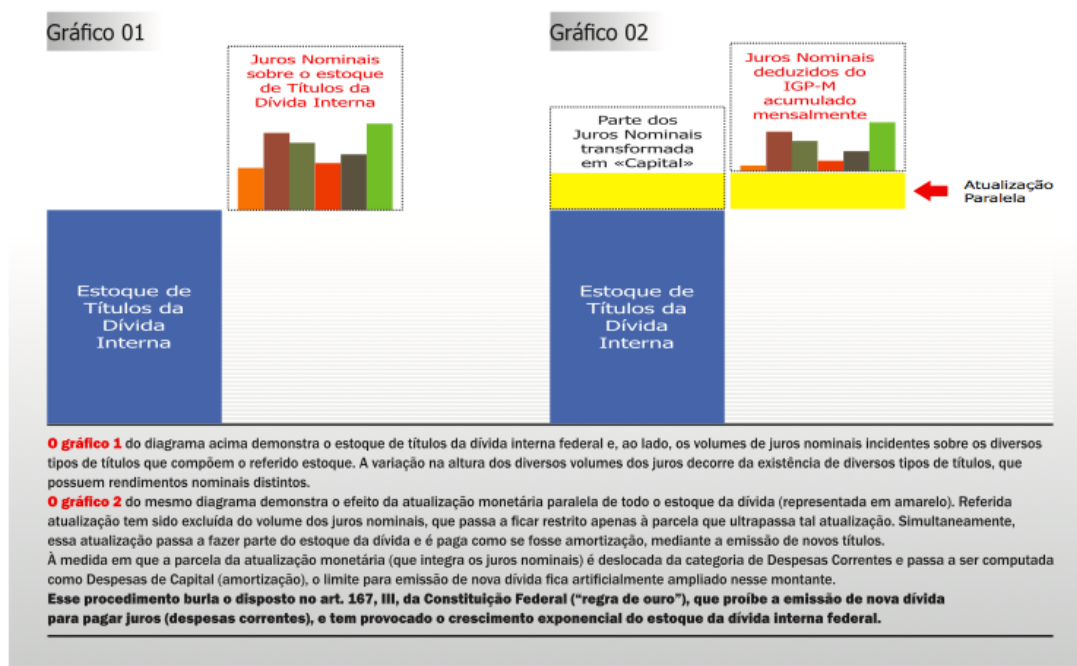 Gráfico 01
Juros Nominais
sobre o estoque
de Títulos da
Dívida Interna
Estoque de
Títulos da
Dívida
Interna
Gráfico 02
Parte dos
Juros Nominais
transformada
em «Capital»
Juros Nominais
deduzidos do
IGP-M
acumulado
mensalmente
Atualização
Paralela
Estoque de
Títulos da
Dívida
Interna
O gráfico 1 do diagrama acima demonstra o estoque de títulos da dívida interna federal e, ao lado, os volumes de juros nominais incidentes sobre os diversos
tipos de títulos que compõem o referido estoque. A variação na altura dos diversos volumes dos juros decorre da existência de diversos tipos de títulos, que
possuem rendimentos nominais distintos.
O gráfico 2 do mesmo diagrama demonstra o efeito da atualização monetária paralela de todo o estoque da dívida (representada em amarelo). Referida
atualização tem sido excluída do volume dos juros nominais, que passa a ficar restrito apenas à parcela que ultrapassa tal atualização. Simultaneamente,
essa atualização passa a fazer parte do estoque da dívida e é paga como se fosse amortização, mediante a emissão de novos títulos.
À medida em que a parcela da atualização monetária (que integra os juros nominais) é deslocada da categoria de Despesas Correntes e passa a ser computada
como Despesas de Capital (amortização), o limite para emissão de nova dívida fica artificialmente ampliado nesse montante.
Esse procedimento burla o disposto no art. 167, III, da Constituição Federal (“regra de ouro”), que proíbe a emissão de nova dívida
para pagar juros (despesas correntes), e tem provocado o crescimento exponencial do estoque da dívida interna federal.